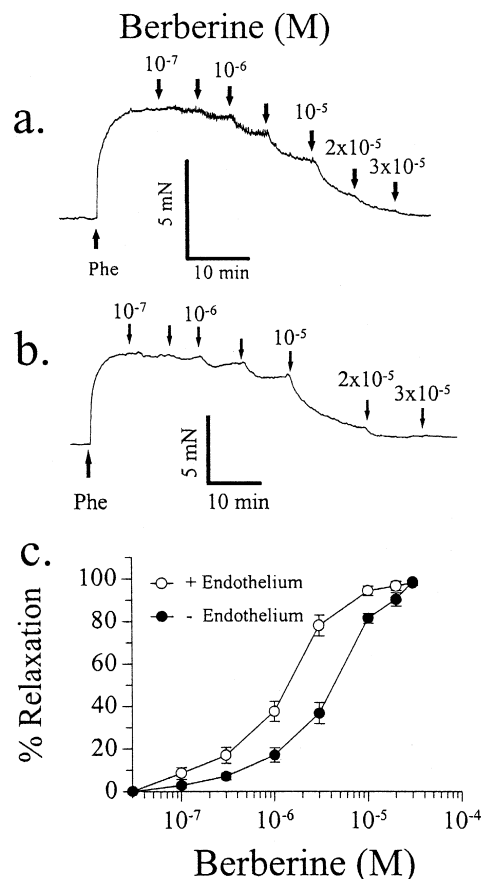 Berberine (M)
a.
10⁻⁷
10⁻⁶
10⁻⁵
2x10⁻⁵
3x10⁻⁵
Phe
5 mN
10 min
b.
10⁻⁷
10⁻⁶
10⁻⁵
2x10⁻⁵
3x10⁻⁵
Phe
5 mN
10 min
c.
% Relaxation
100
80
60
40
20
0
+ Endothelium
- Endothelium
10⁻⁷
10⁻⁶
10⁻⁵
10⁻⁴
Berberine (M)